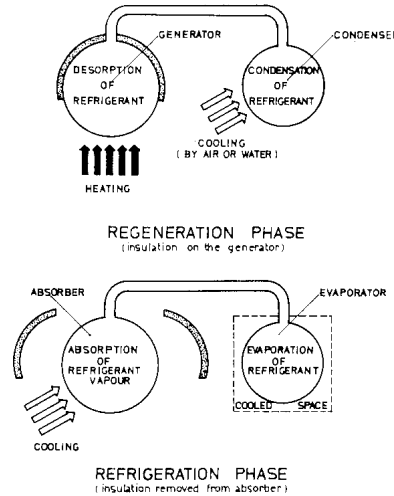 GENERATOR
CONDENSER
DESORPTION
OF
REFRIGERANT
CONDENSATION
OF
REFRIGERANT
COOLING
( BY AIR OR WATER )
HEATING
REGENERATION PHASE
(insulation on the generator)
ABSORBER
EVAPORATOR
ABSORPTION
OF
REFRIGERANT
VAPOUR
EVAPORATION
OF
REFRIGERANT
COOLED SPACE
COOLING
REFRIGERATION PHASE
(insulation removed from absorber)